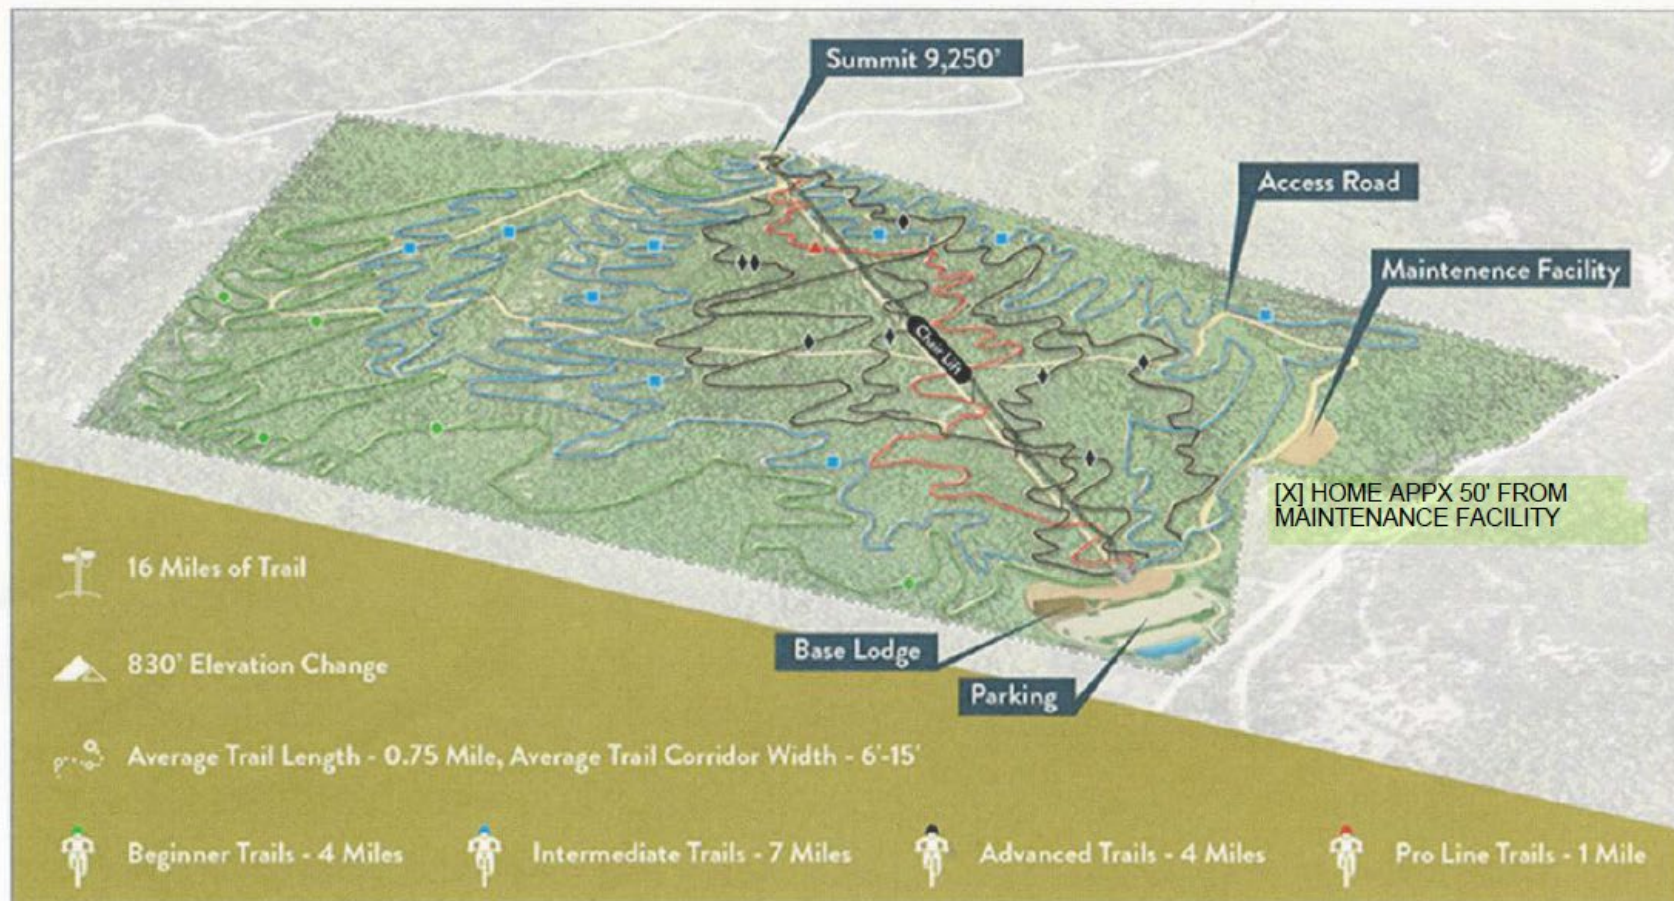 Summit 9,250'
Access Road
Maintenence Facility
Chair Lift
[X] HOME APPX 50' FROM
MAINTENANCE FACILITY
16 Miles of Trail
Base Lodge
830' Elevation Change
Parking
Average Trail Length - 0.75 Mile, Average Trail Corridor Width - 6'-15'
Beginner Trails - 4 Miles
Intermediate Trails - 7 Miles
Advanced Trails - 4 Miles
Pro Line Trails - 1 Mile